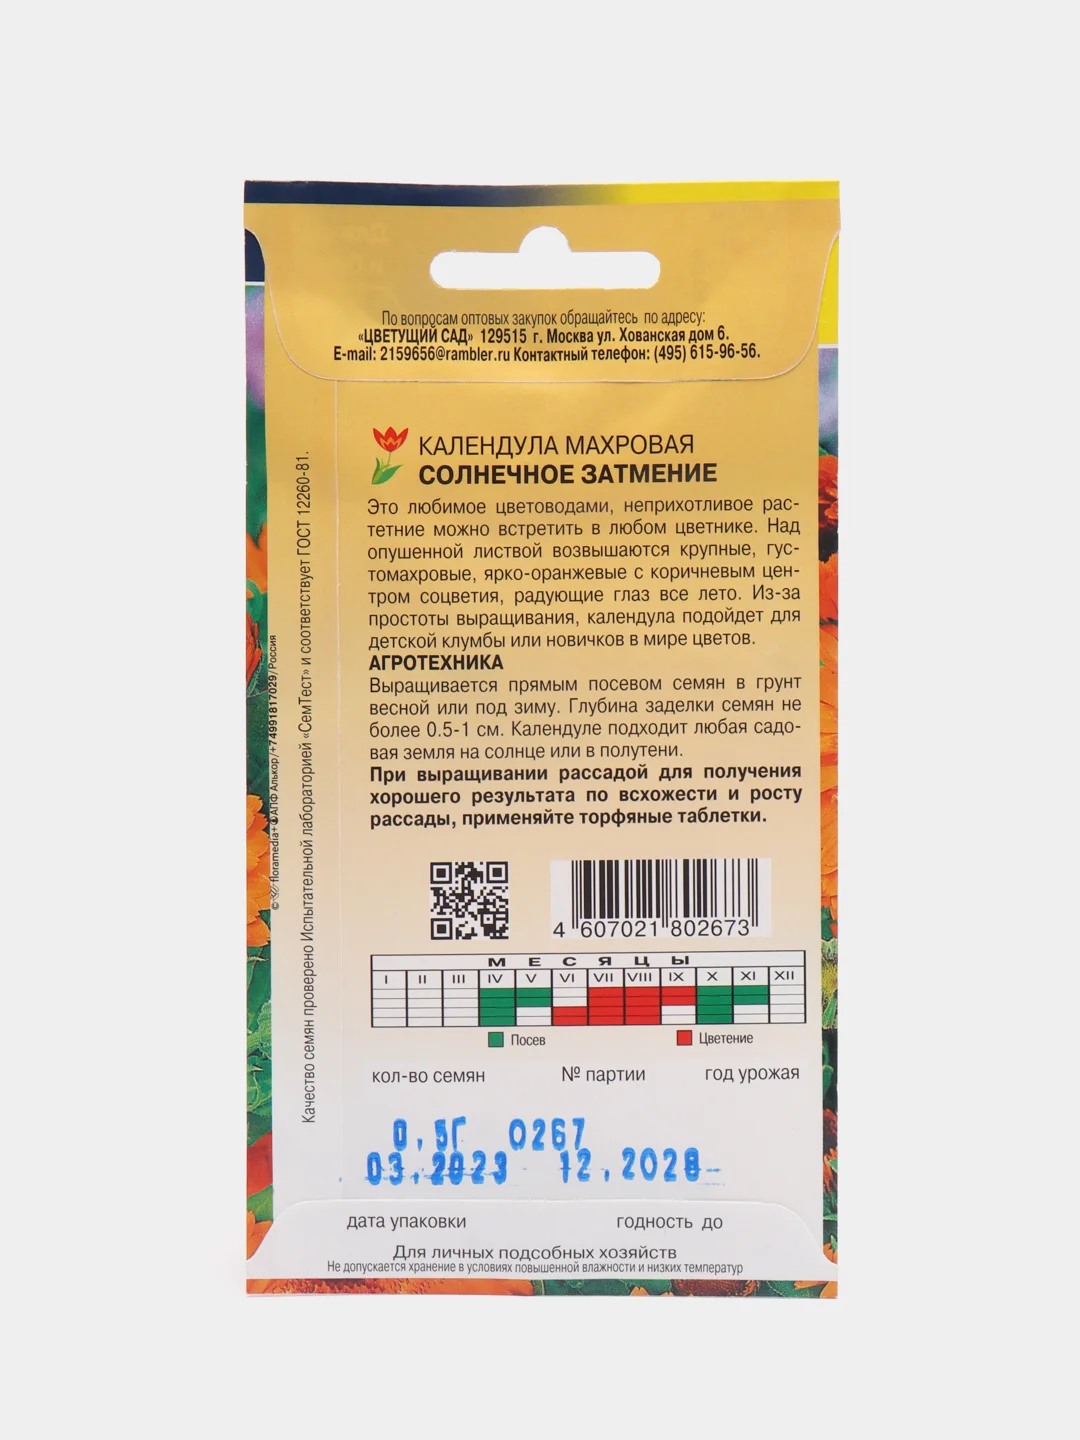 По вопросам оптовых закупок обращайтесь по адресу:
«ЦВЕТУЩИЙ САД» 129515 г. Москва ул. Хованская дом 6.
E-mail: 2159656@rambler.ru Контактный телефон: (495) 615-96-56.
КАЛЕНДУЛА МАХРОВАЯ
СОЛНЕЧНОЕ ЗАТМЕНИЕ
Это любимое цветоводами, неприхотливое рас-
тетние можно встретить в любом цветнике. Над
опушенной листвой возвышаются крупные, гус-
томахровые, ярко-оранжевые с коричневым цен-
тром соцветия, радующие глаз все лето. Из-за
простоты выращивания, календула подойдет для
детской клумбы или новичков в мире цветов.
АГРОТЕХНИКА
Выращивается прямым посевом семян в грунт
весной или под зиму. Глубина заделки семян не
более 0.5-1 см. Календуле подходит любая садо-
вая земля на солнце или в полутени.
При выращивании рассадой для получения
хорошего результата по всхожести и росту
рассады, применяйте торфяные таблетки.
4 607021 802673
МЕСЯЦЫ
I II III IV V VI VII VIII IX X XI XII
Посев Цветение
кол-во семян № партии год урожая
0,5Г 0267
03.2023 12.2028
дата упаковки годность до
Для личных подсобных хозяйств
Не допускается хранение в условиях повышенной влажности и низких температур
Качество семян проверено Испытательной лабораторией «СемТест» и соответствует ГОСТ 12260-81.
floramedia+©АПФ Алькор/+74991817029/Россия